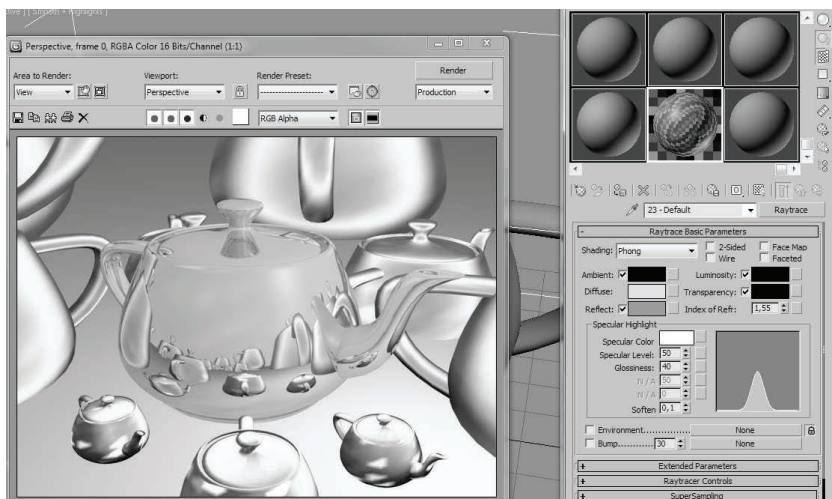 [ Smooth + Highlights ]
Perspective, frame 0, RGBA Color 16 Bits/Channel (1:1)
Area to Render:
Viewport:
Render Preset:
Render
View
Perspective
--------------------
Production
RGB Alpha
23 - Default
Raytrace
- Raytrace Basic Parameters
Shading: Phong
2-Sided
Face Map
Wire
Faceted
Ambient:
Luminosity:
Diffuse:
Transparency:
Reflect:
Index of Refr: 1,55
Specular Highlight
Specular Color
Specular Level: 50
Glossiness: 40
N / A 50
N / A 0
Soften 0,1
Environment................ None
Bump............ 30 None
+ Extended Parameters
+ Raytracer Controls
+ SuperSampling